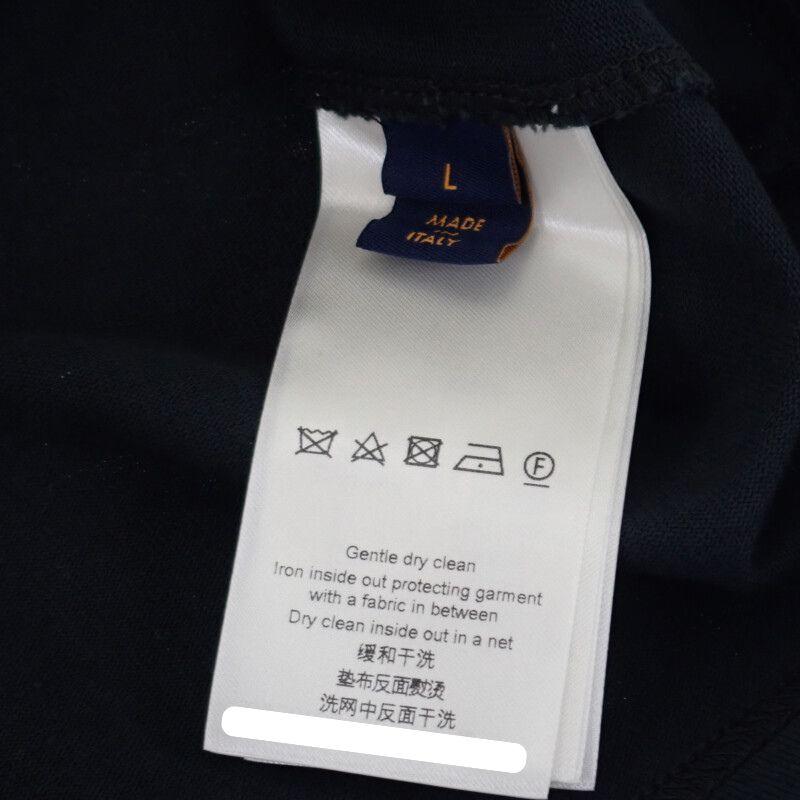 L
MADE
ITALY
F
Gentle dry clean
Iron inside out protecting garment
with a fabric in between
Dry clean inside out in a net
缓和干洗
垫布反面熨烫
洗网中反面干洗